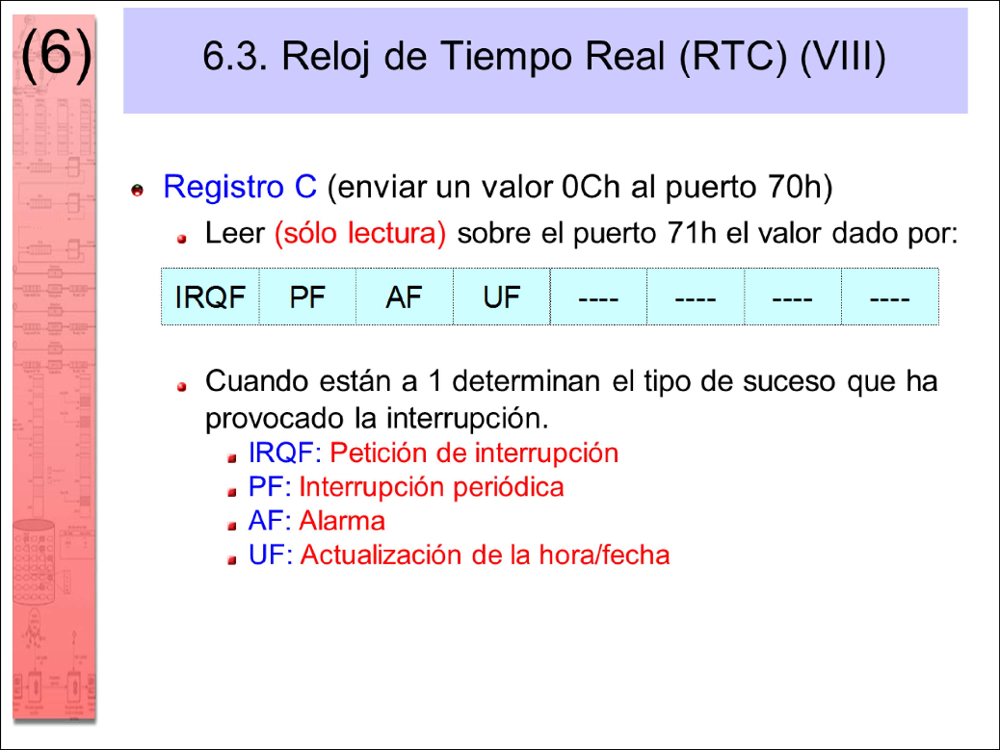 (6)
6.3. Reloj de Tiempo Real (RTC) (VIII)
Registro C (enviar un valor 0Ch al puerto 70h)
Leer (sólo lectura) sobre el puerto 71h el valor dado por:
IRQF PF AF UF ---- ---- ---- ----
Cuando están a 1 determinan el tipo de suceso que ha
provocado la interrupción.
IRQF: Petición de interrupción
PF: Interrupción periódica
AF: Alarma
UF: Actualización de la hora/fecha